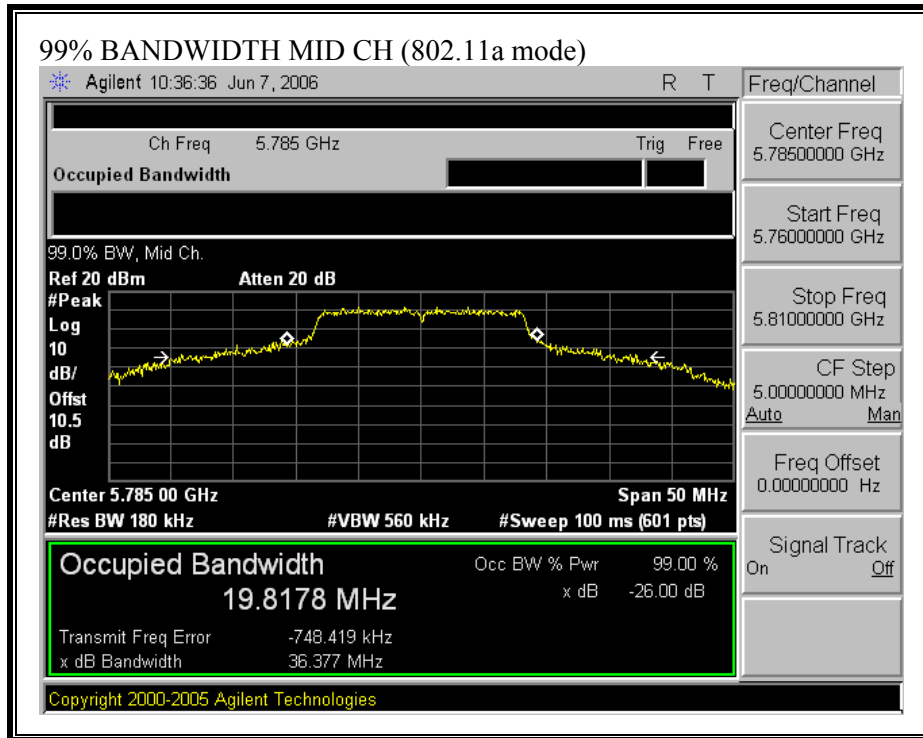 99% BANDWIDTH MID CH (802.11a mode)
Agilent 10:36:36 Jun 7, 2006 R T
Freq/Channel
Ch Freq 5.785 GHz Trig Free
Occupied Bandwidth
Center Freq
5.78500000 GHz
Start Freq
5.76000000 GHz
Stop Freq
5.81000000 GHz
CF Step
5.00000000 MHz
Auto Man
Freq Offset
0.00000000 Hz
Signal Track
On Off
99.0% BW, Mid Ch.
Ref 20 dBm Atten 20 dB
#Peak
Log
10
dB/
Offst
10.5
dB
Center 5.785 00 GHz Span 50 MHz
#Res BW 180 kHz #VBW 560 kHz #Sweep 100 ms (601 pts)
Occupied Bandwidth Occ BW % Pwr 99.00 %
19.8178 MHz x dB -26.00 dB
Transmit Freq Error -748.419 kHz
x dB Bandwidth 36.377 MHz
Copyright 2000-2005 Agilent Technologies